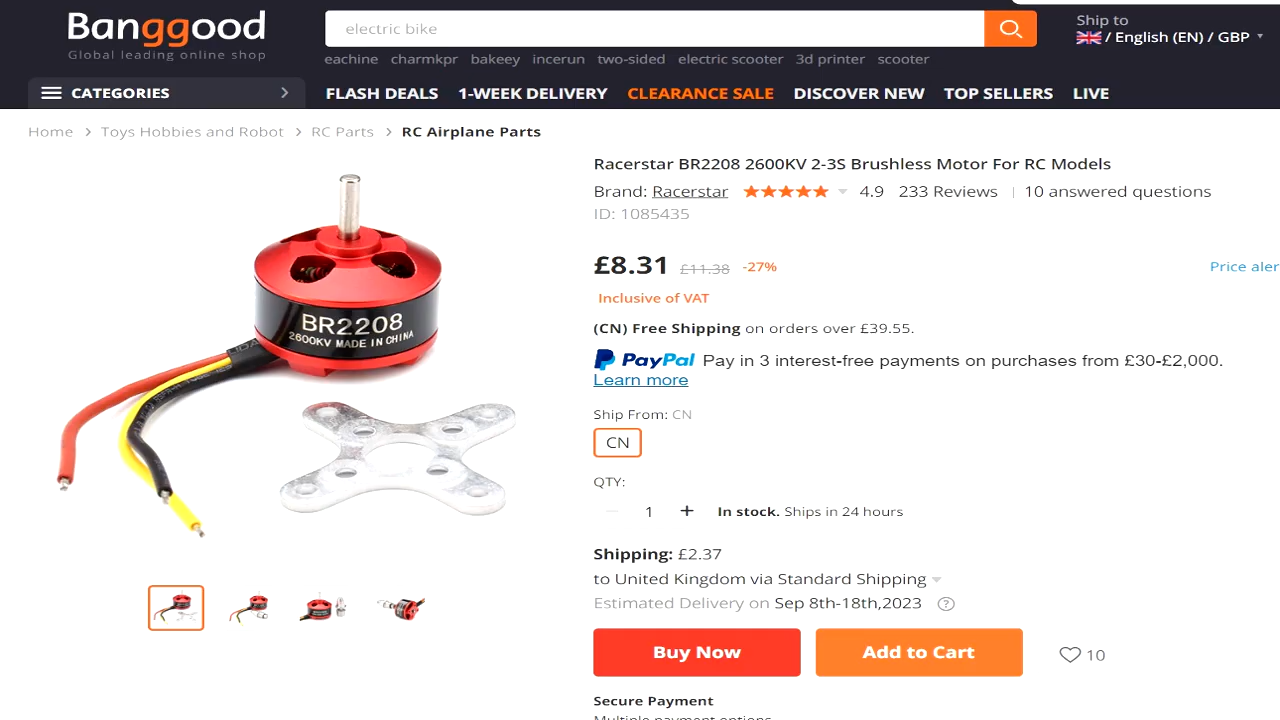 Banggood
Global leading online shop
electric bike
Ship to
/ English (EN) / GBP
eachine charmkpr bakeey incerun two-sided electric scooter 3d printer scooter
CATEGORIES
FLASH DEALS 1-WEEK DELIVERY CLEARANCE SALE DISCOVER NEW TOP SELLERS LIVE
Home > Toys Hobbies and Robot > RC Parts > RC Airplane Parts
Racerstar BR2208 2600KV 2-3S Brushless Motor For RC Models
Brand: Racerstar 4.9 233 Reviews | 10 answered questions
ID: 1085435
£8.31 £11.38 -27%
Price aler
Inclusive of VAT
(CN) Free Shipping on orders over £39.55.
PayPal Pay in 3 interest-free payments on purchases from £30-£2,000.
Learn more
Ship From: CN
CN
QTY:
1 + In stock. Ships in 24 hours
Shipping: £2.37
to United Kingdom via Standard Shipping
Estimated Delivery on Sep 8th-18th,2023 ?
Buy Now
Add to Cart
10
Secure Payment
Multiple payment options
BR2208
2600KV MADE IN CHINA